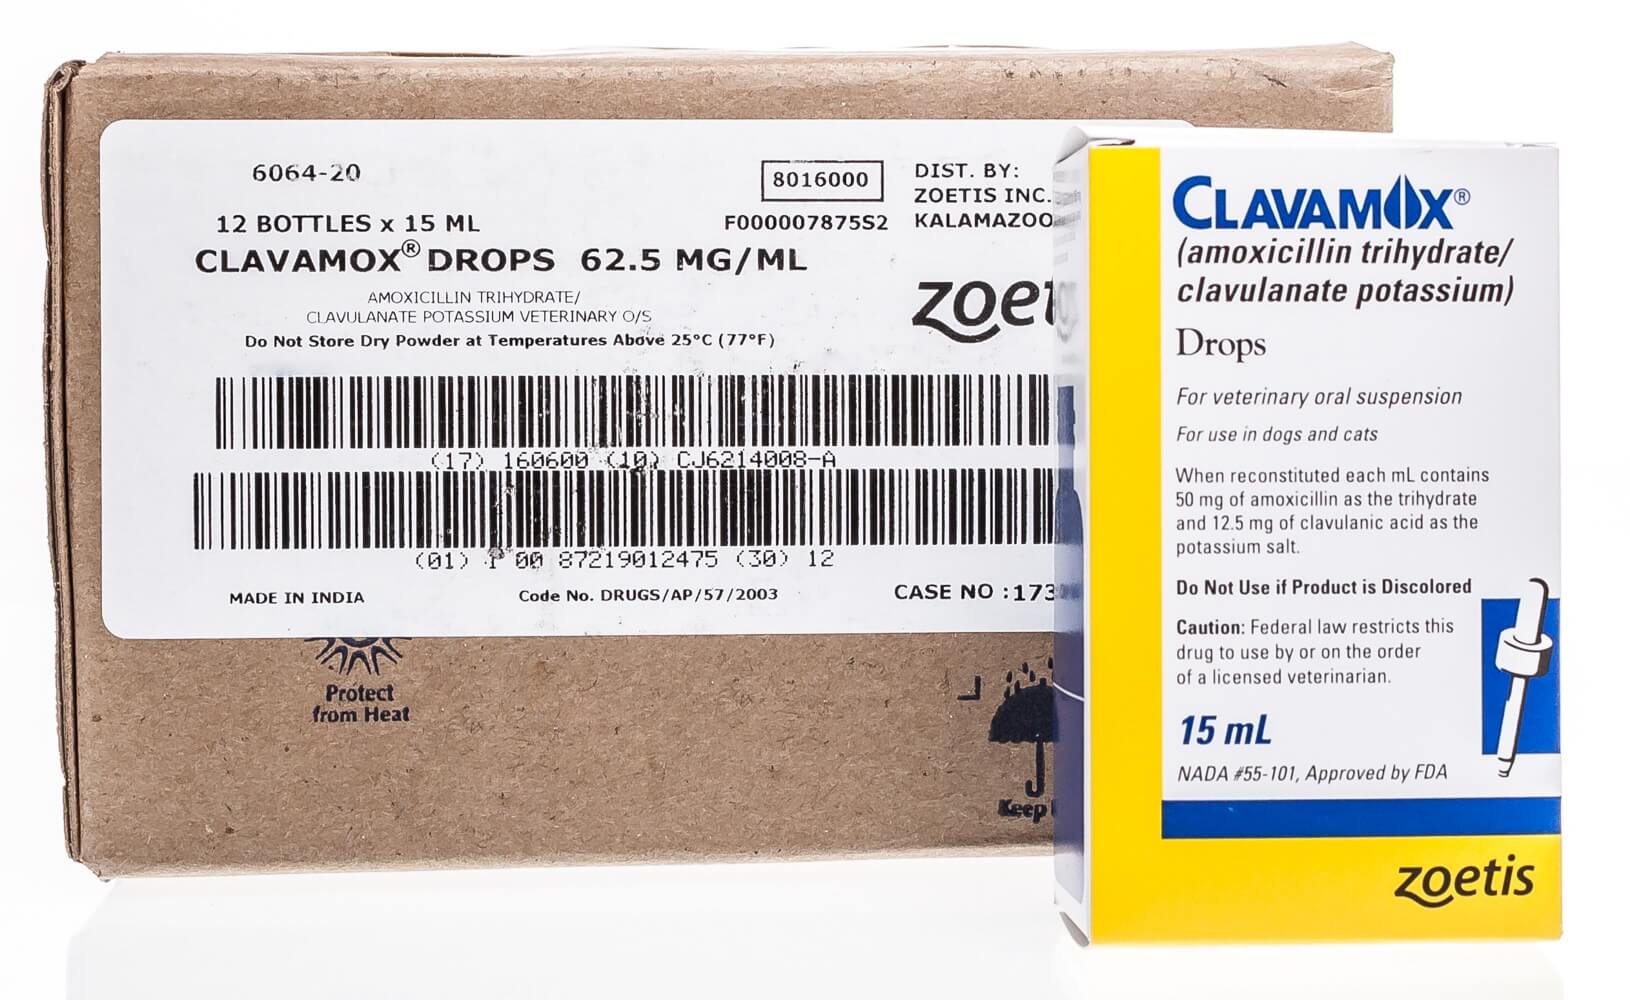 6064-20
12 BOTTLES x 15 ML
CLAVAMOX® DROPS 62.5 MG/ML
AMOXICILLIN TRIHYDRATE/
CLAVULANATE POTASSIUM VETERINARY O/S
Do Not Store Dry Powder at Temperatures Above 25°C (77°F)
8016000
F000007875S2
DIST. BY:
ZOETIS INC.
KALAMAZOO
zoetis
(17) 160600 (10) CJ6214008-A
(01) 1 00 87219012475 (30) 12
MADE IN INDIA
Code No. DRUGS/AP/57/2003
CASE NO :173
Protect
from Heat
Keep
CLAVAMOX®
(amoxicillin trihydrate/
clavulanate potassium)
Drops
For veterinary oral suspension
For use in dogs and cats
When reconstituted each mL contains
50 mg of amoxicillin as the trihydrate
and 12.5 mg of clavulanic acid as the
potassium salt.
Do Not Use if Product is Discolored
Caution: Federal law restricts this
drug to use by or on the order
of a licensed veterinarian.
15 mL
NADA #55-101, Approved by FDA
zoetis